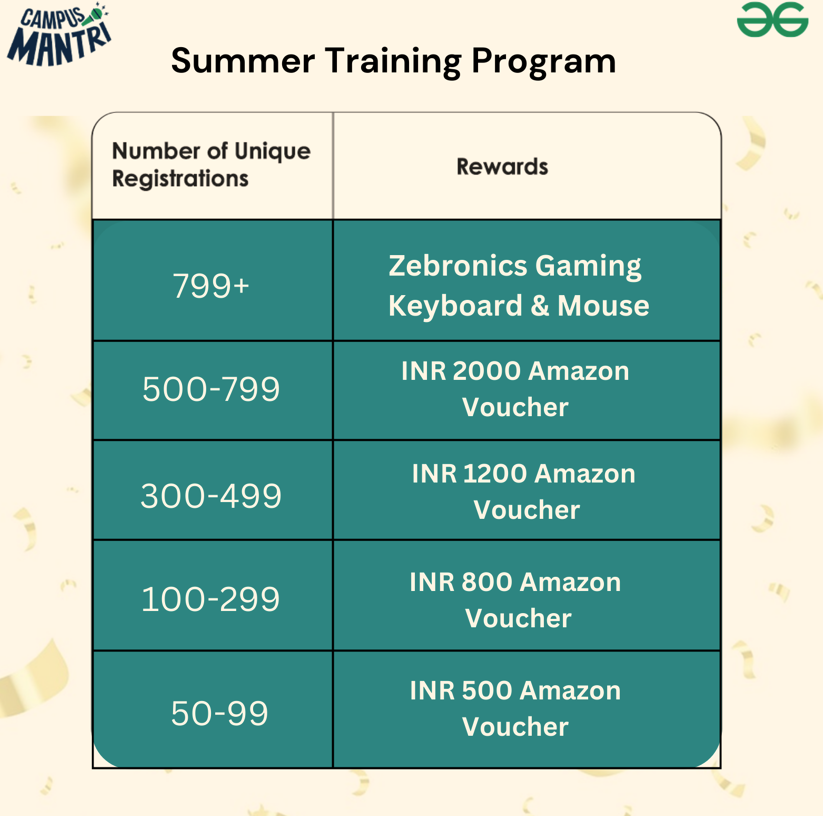 CAMPUS
MANTRI
Summer Training Program
Number of Unique
Registrations
Rewards
799+
Zebronics Gaming
Keyboard & Mouse
500-799
INR 2000 Amazon
Voucher
300-499
INR 1200 Amazon
Voucher
100-299
INR 800 Amazon
Voucher
50-99
INR 500 Amazon
Voucher